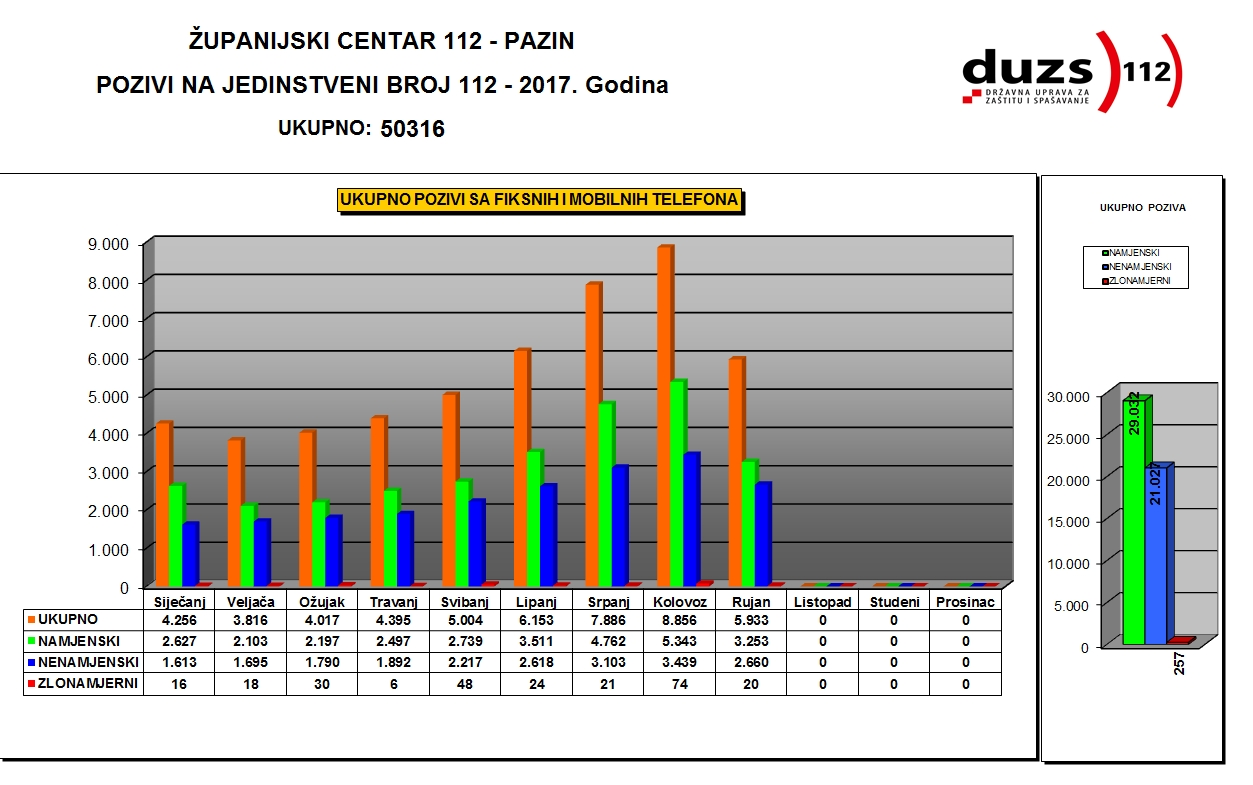 ŽUPANIJSKI CENTAR 112 - PAZIN
POZIVI NA JEDINSTVENI BROJ 112 - 2017. Godina
UKUPNO: 50316
duzs 112
DRŽAVNA UPRAVA ZA
ZAŠTITU I SPAŠAVANJE
UKUPNO POZIVI SA FIKSNIH I MOBILNIH TELEFONA
9.000
8.000
7.000
6.000
5.000
4.000
3.000
2.000
1.000
0
Siječanj Veljača Ožujak Travanj Svibanj Lipanj Srpanj Kolovoz Rujan Listopad Studeni Prosinac
UKUPNO 4.256 3.816 4.017 4.395 5.004 6.153 7.886 8.856 5.933 0 0 0
NAMJENSKI 2.627 2.103 2.197 2.497 2.739 3.511 4.762 5.343 3.253 0 0 0
NENAMJENSKI 1.613 1.695 1.790 1.892 2.217 2.618 3.103 3.439 2.660 0 0 0
ZLONAMJERNI 16 18 30 6 48 24 21 74 20 0 0 0
UKUPNO POZIVA
NAMJENSKI
NENAMJENSKI
ZLONAMJERNI
30.000
25.000
20.000
15.000
10.000
5.000
0
29.032
21.027
257